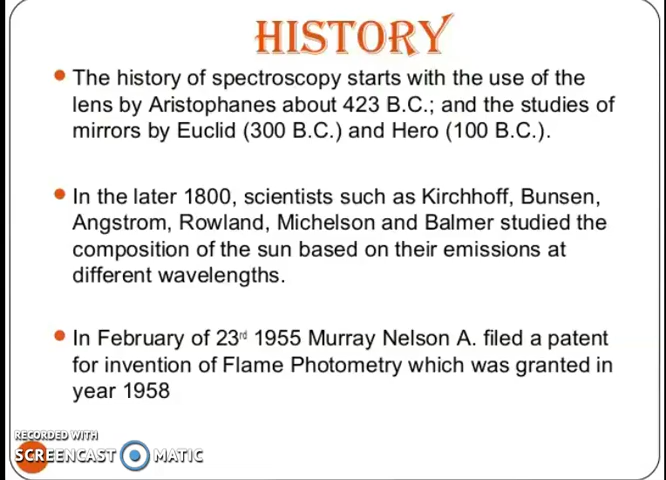 HISTORY
The history of spectroscopy starts with the use of the
lens by Aristophanes about 423 B.C.; and the studies of
mirrors by Euclid (300 B.C.) and Hero (100 B.C.).
In the later 1800, scientists such as Kirchhoff, Bunsen,
Angstrom, Rowland, Michelson and Balmer studied the
composition of the sun based on their emissions at
different wavelengths.
In February of 23rd 1955 Murray Nelson A. filed a patent
for invention of Flame Photometry which was granted in
year 1958
RECORDED WITH
SCREENCAST MATIC